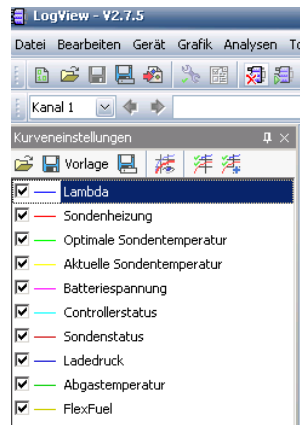 LogView - V2.7.5
Datei Bearbeiten Gerät Grafik Analysen
Kanal 1
Kurveneinstellungen
Vorlage
Lambda
Sondenheizung
Optimale Sondentemperatur
Aktuelle Sondentemperatur
Batteriespannung
Controllerstatus
Sondenstatus
Ladedruck
Abgastemperatur
FlexFuel